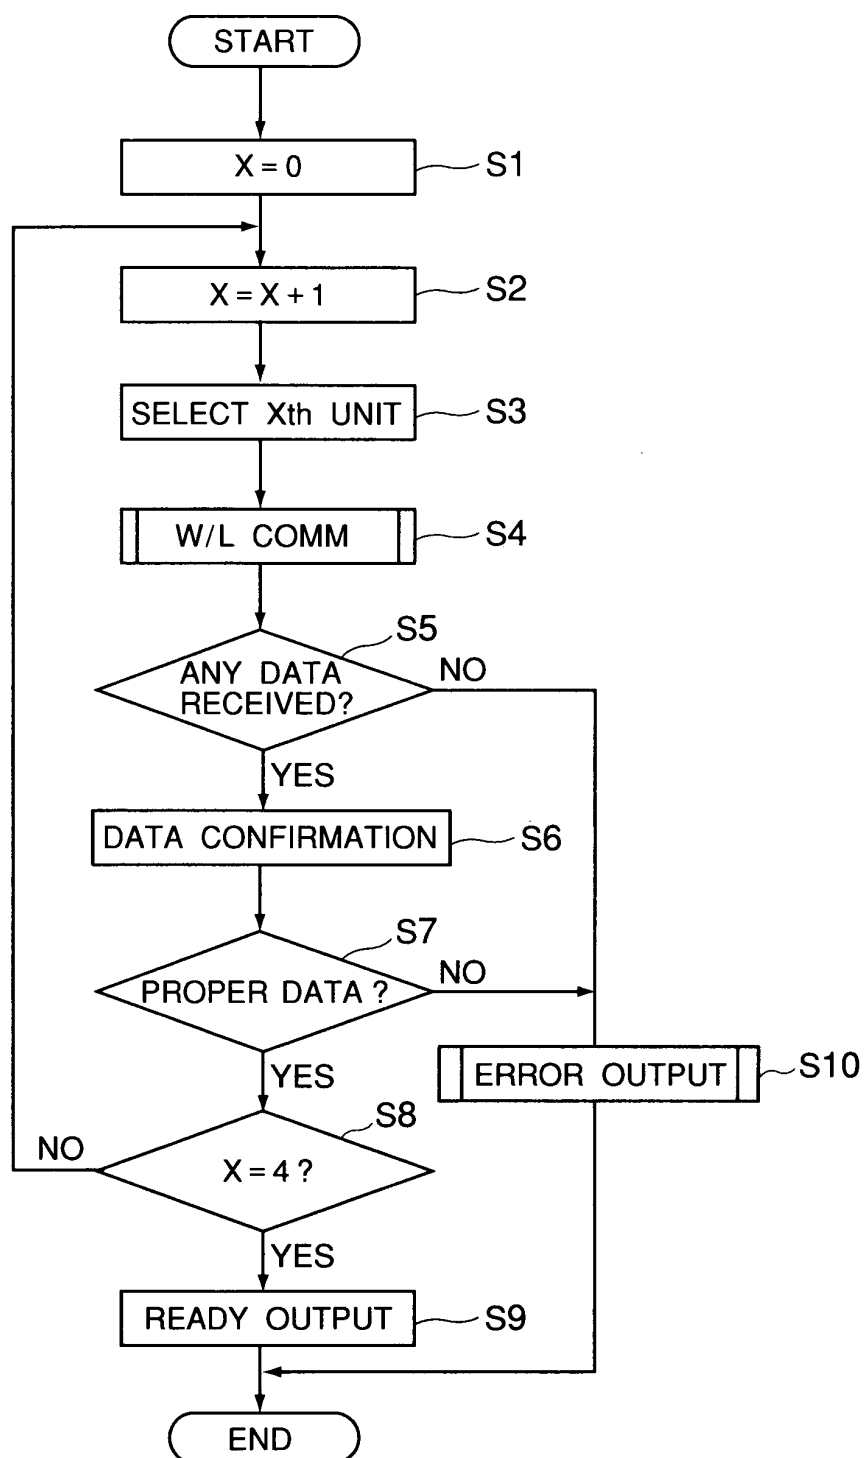 START
X = 0
S1
X = X + 1
S2
SELECT Xth UNIT
S3
W/L COMM
S4
S5
ANY DATA
RECEIVED?
NO
YES
DATA CONFIRMATION
S6
S7
PROPER DATA ?
NO
YES
ERROR OUTPUT
S10
S8
X = 4 ?
NO
YES
READY OUTPUT
S9
END